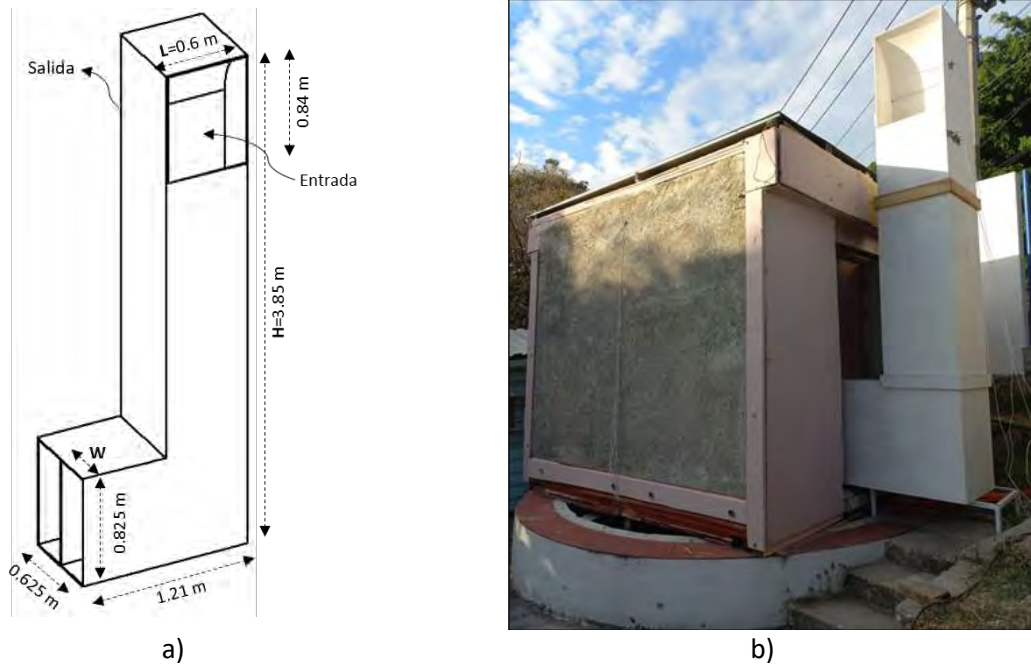 L=0.6 m
Salida
0.84 m
Entrada
H=3.85 m
W
0.825 m
0.625 m
1.21 m
a)
b)